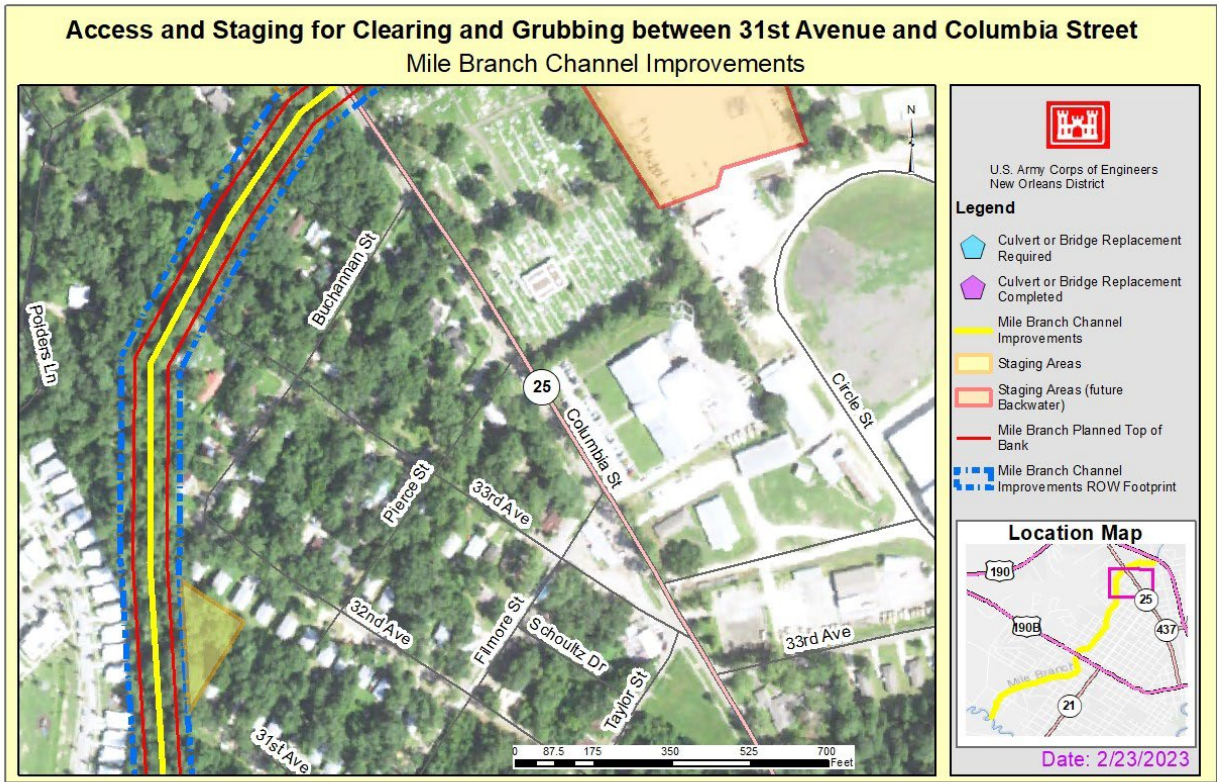 Access and Staging for Clearing and Grubbing between 31st Avenue and Columbia Street
Mile Branch Channel Improvements
N
Buchannan St
Polders Ln
25
Columbia St
Circle St
Pierce St
33rd Ave
32nd Ave
Filmore St
Schoultz Dr
33rd Ave
Taylor St
31st Ave
0 87.5 175 350 525 700
Feet
U.S. Army Corps of Engineers
New Orleans District
Legend
Culvert or Bridge Replacement
Required
Culvert or Bridge Replacement
Completed
Mile Branch Channel
Improvements
Staging Areas
Staging Areas (future
Backwater)
Mile Branch Planned Top of
Bank
Mile Branch Channel
Improvements ROW Footprint
Location Map
190
25
190B
437
Mile Branch
21
Date: 2/23/2023